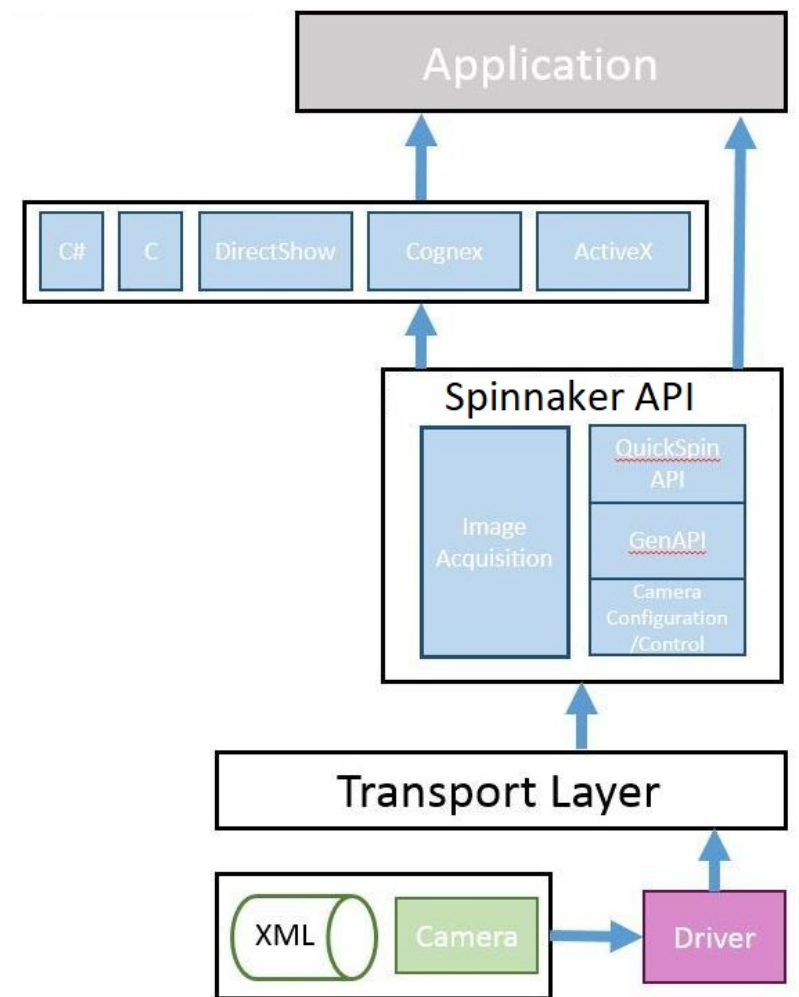 Application
C#
C
DirectShow
Cognex
ActiveX
Spinnaker API
Image
Acquisition
QuickSpin
API
GenAPI
Camera
Configuration
/Control
Transport Layer
XML
Camera
Driver